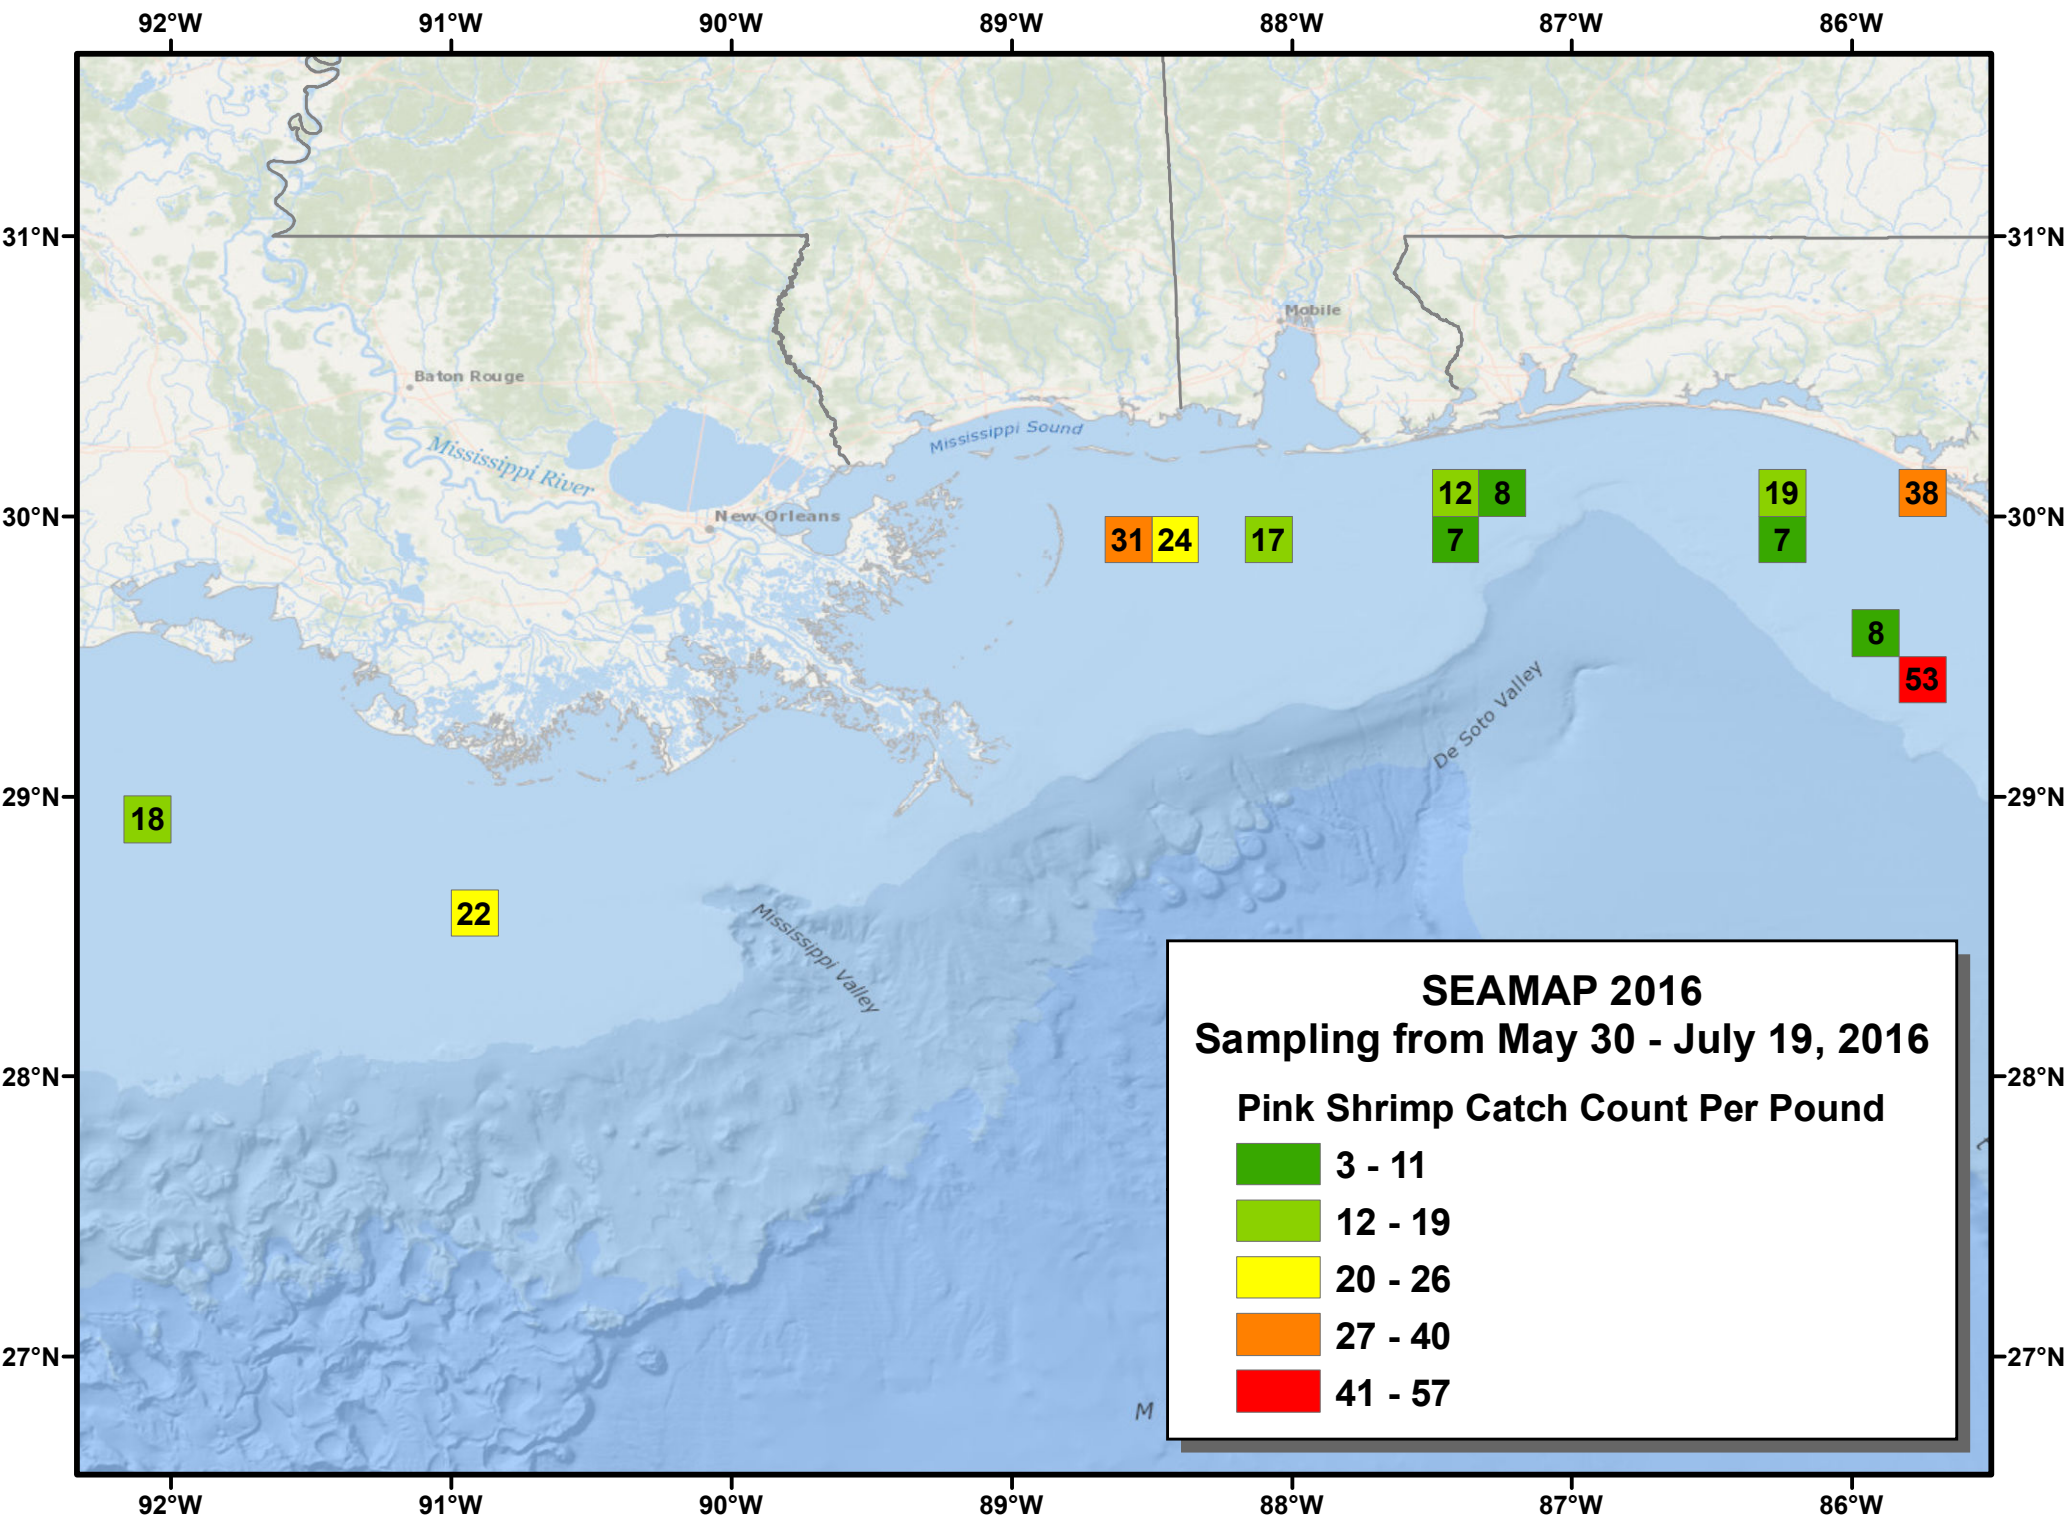 92°W 91°W 90°W 89°W 88°W 87°W 86°W
31°N 31°N
Mobile
Baton Rouge
Mississippi Sound
Mississippi River
12 8 19 38
30°N New Orleans 30°N
31 24 17 7 7
8
53
De Soto Valley
29°N 29°N
18
22
Mississippi Valley
SEAMAP 2016
Sampling from May 30 - July 19, 2016
28°N 28°N
Pink Shrimp Catch Count Per Pound
3 - 11
12 - 19
20 - 26
27 - 40
27°N 27°N
41 - 57
M
92°W 91°W 90°W 89°W 88°W 87°W 86°W